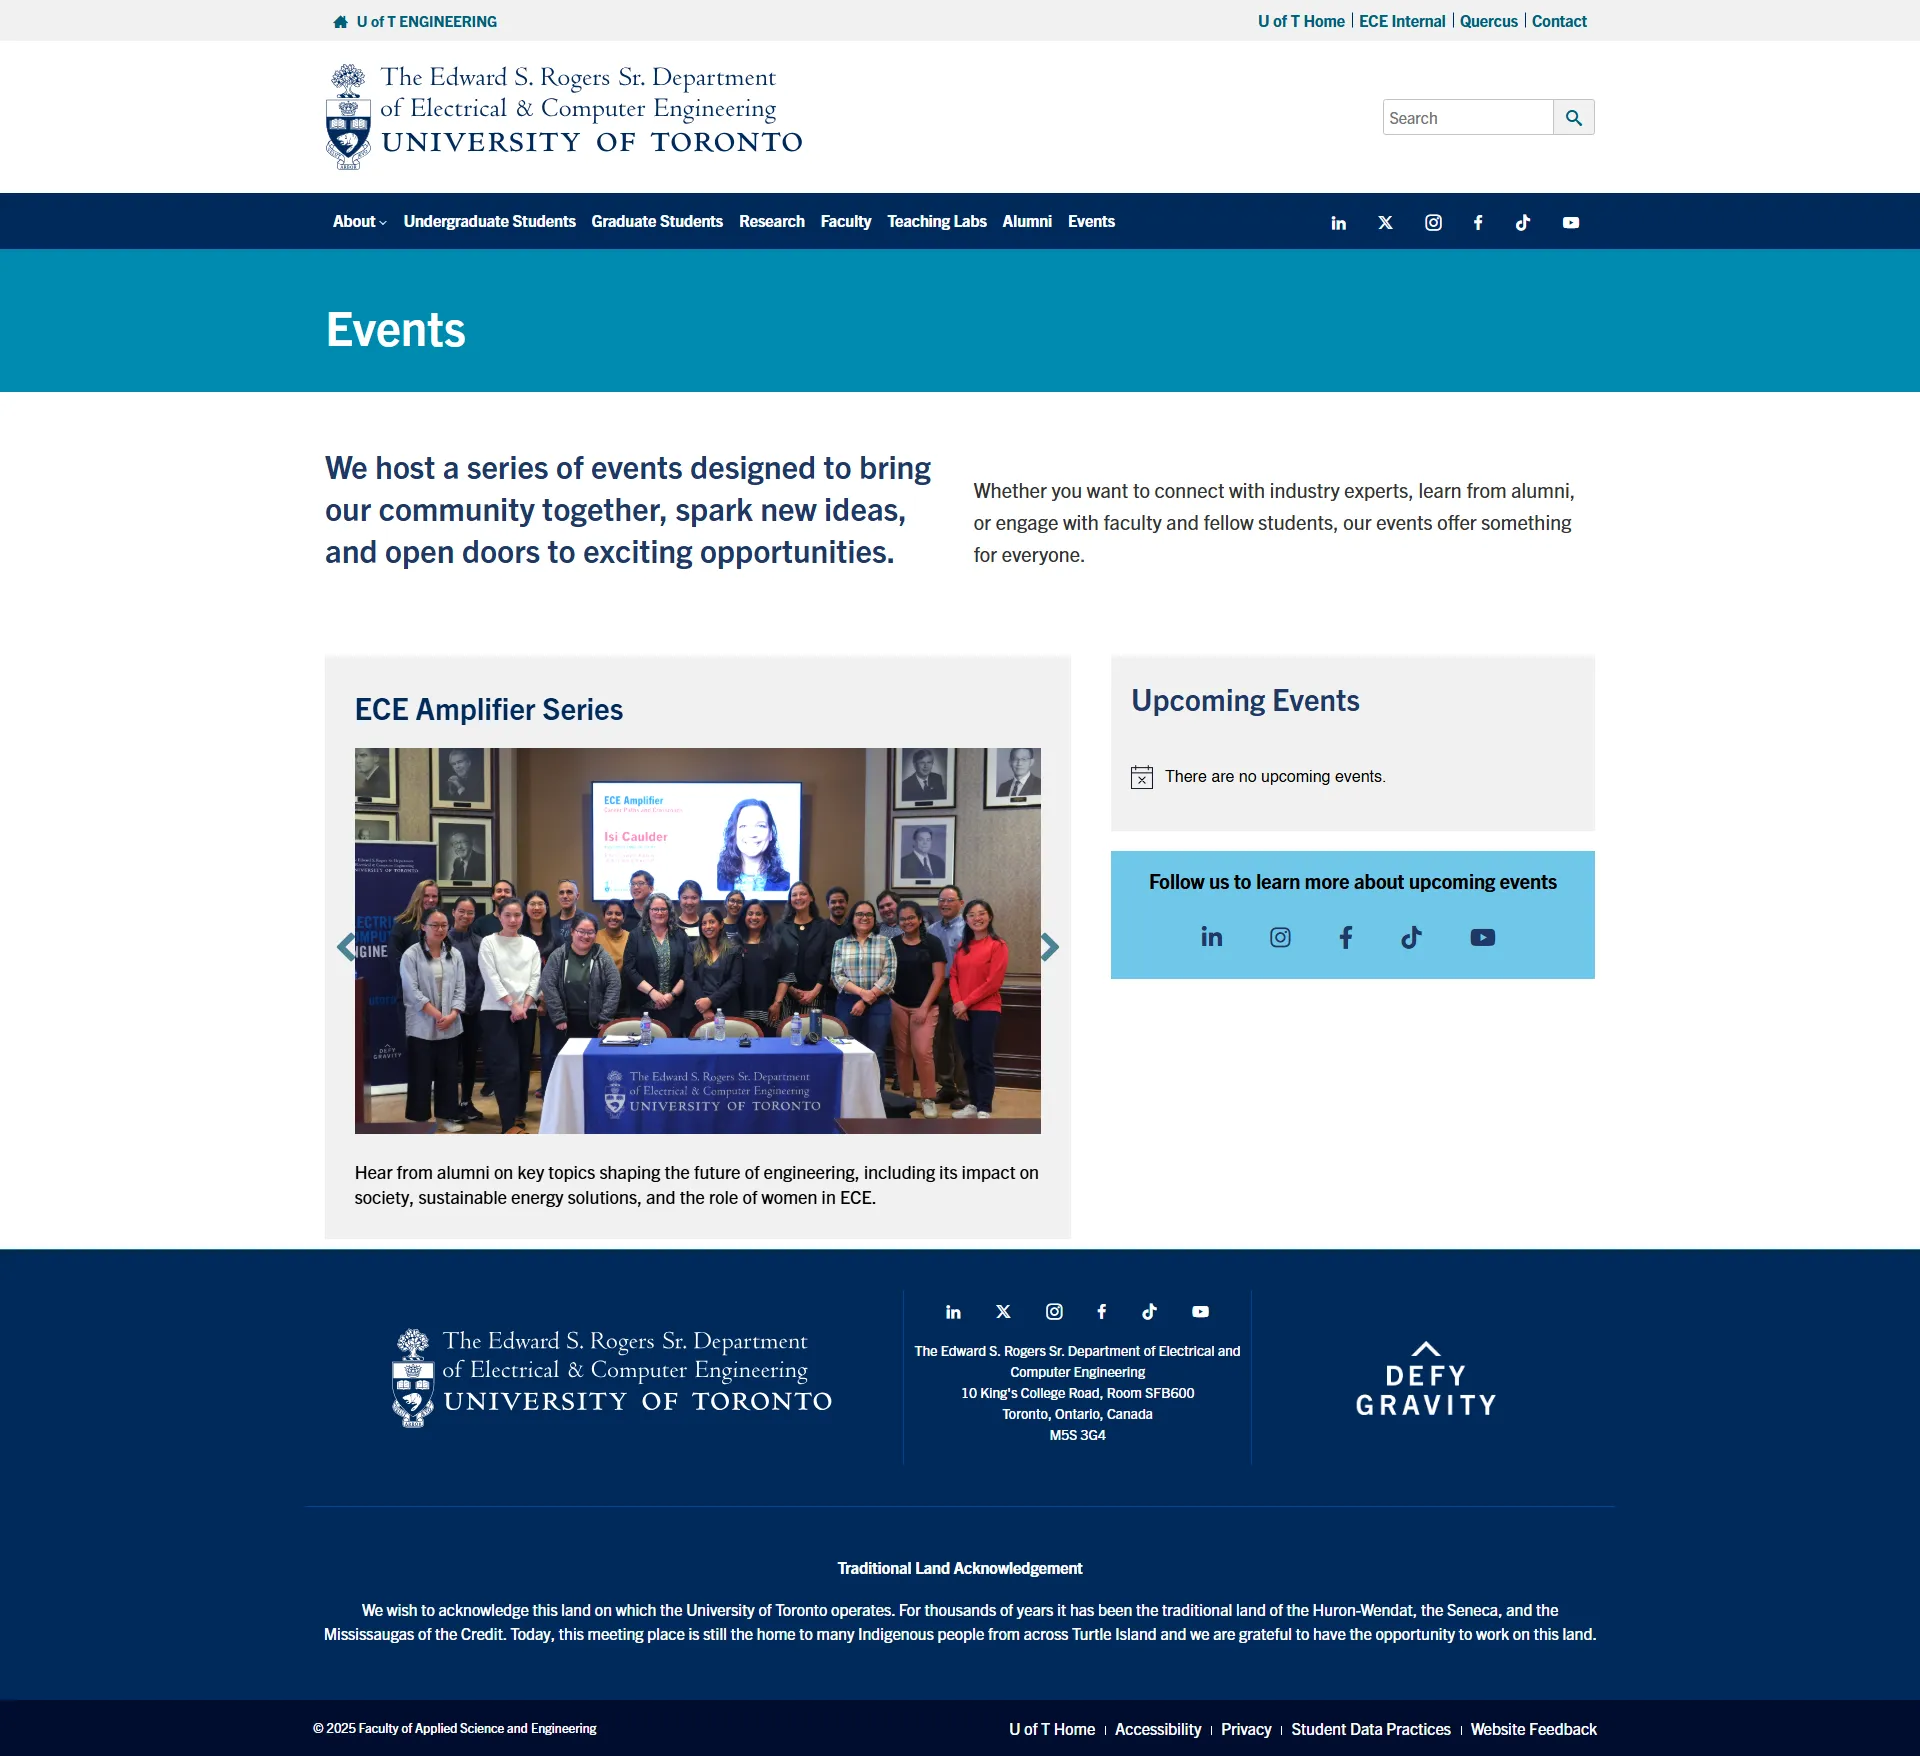 U of T ENGINEERING
U of T Home ECE Internal Quercus Contact
The Edward S. Rogers Sr. Department
of Electrical & Computer Engineering
UNIVERSITY OF TORONTO
Search
About Undergraduate Students Graduate Students Research Faculty Teaching Labs Alumni Events
Events
We host a series of events designed to bring
our community together, spark new ideas,
and open doors to exciting opportunities.
Whether you want to connect with industry experts, learn from alumni,
or engage with faculty and fellow students, our events offer something
for everyone.
ECE Amplifier Series
ECE Amplifier
Isi Caulder
DEFY
GRAVITY
The Edward S. Rogers Sr. Department
of Electrical & Computer Engineering
UNIVERSITY OF TORONTO
Hear from alumni on key topics shaping the future of engineering, including its impact on
society, sustainable energy solutions, and the role of women in ECE.
Upcoming Events
There are no upcoming events.
Follow us to learn more about upcoming events
The Edward S. Rogers Sr. Department
of Electrical & Computer Engineering
UNIVERSITY OF TORONTO
The Edward S. Rogers Sr. Department of Electrical and
Computer Engineering
10 King's College Road, Room SFB600
Toronto, Ontario, Canada
M5S 3G4
DEFY
GRAVITY
Traditional Land Acknowledgement
We wish to acknowledge this land on which the University of Toronto operates. For thousands of years it has been the traditional land of the Huron-Wendat, the Seneca, and the
Mississaugas of the Credit. Today, this meeting place is still the home to many Indigenous people from across Turtle Island and we are grateful to have the opportunity to work on this land.
© 2025 Faculty of Applied Science and Engineering
U of T Home Accessibility Privacy Student Data Practices Website Feedback